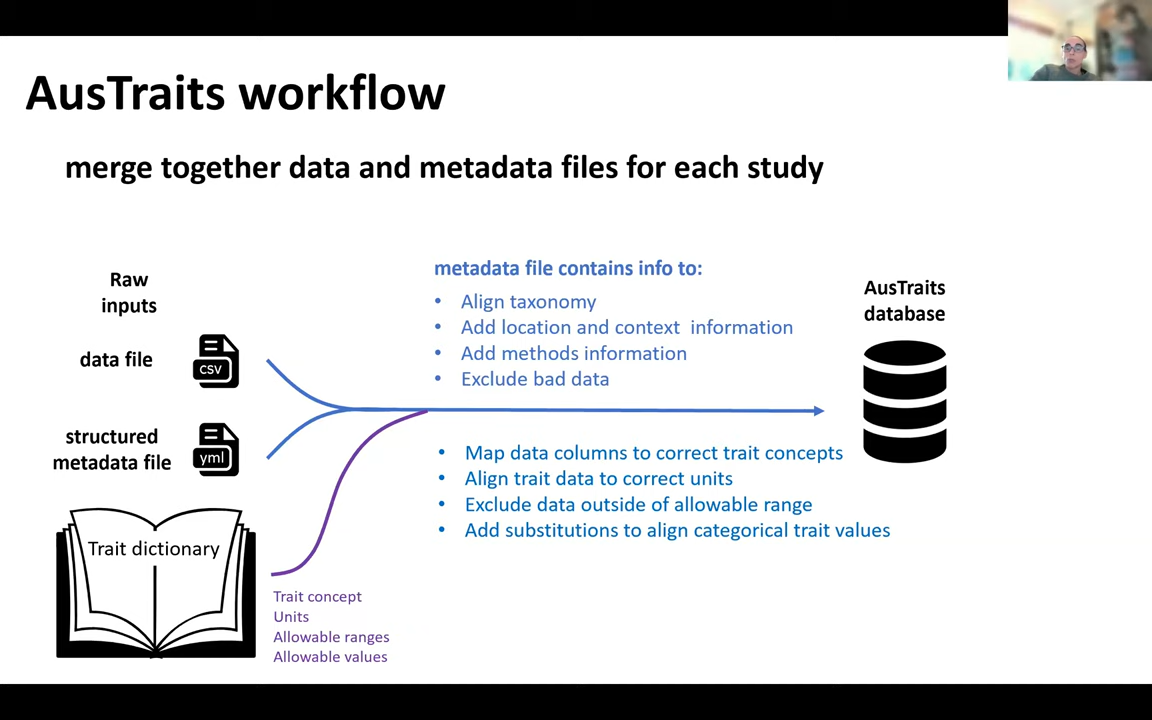 AusTraits workflow
merge together data and metadata files for each study
Raw
inputs
data file
csv
structured
metadata file
yml
Trait dictionary
Trait concept
Units
Allowable ranges
Allowable values
metadata file contains info to:
• Align taxonomy
• Add location and context information
• Add methods information
• Exclude bad data
• Map data columns to correct trait concepts
• Align trait data to correct units
• Exclude data outside of allowable range
• Add substitutions to align categorical trait values
AusTraits
database